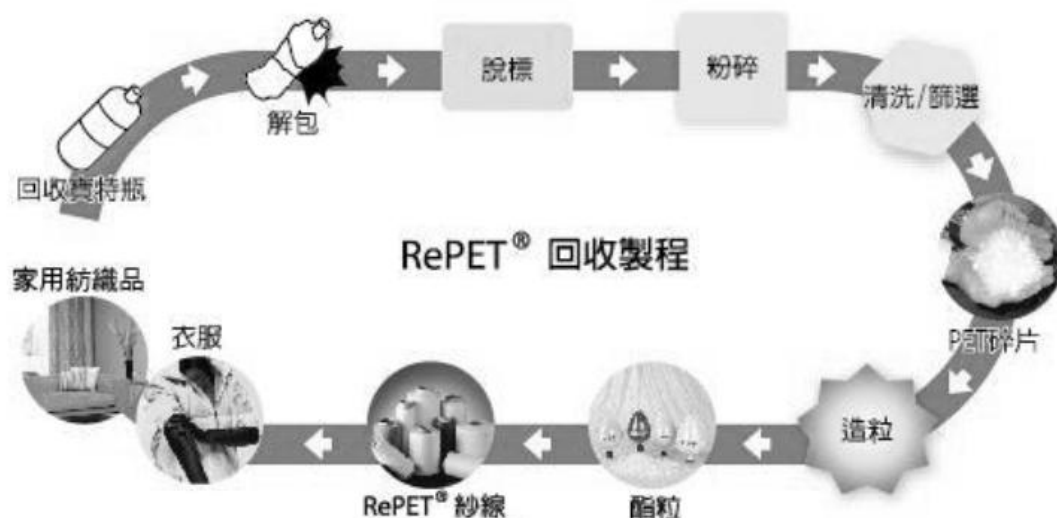 回收寶特瓶
解包
脫標
粉碎
清洗/篩選
PET碎片
造粒
酯粒
RePET® 紗線
衣服
家用紡織品
RePET® 回收製程